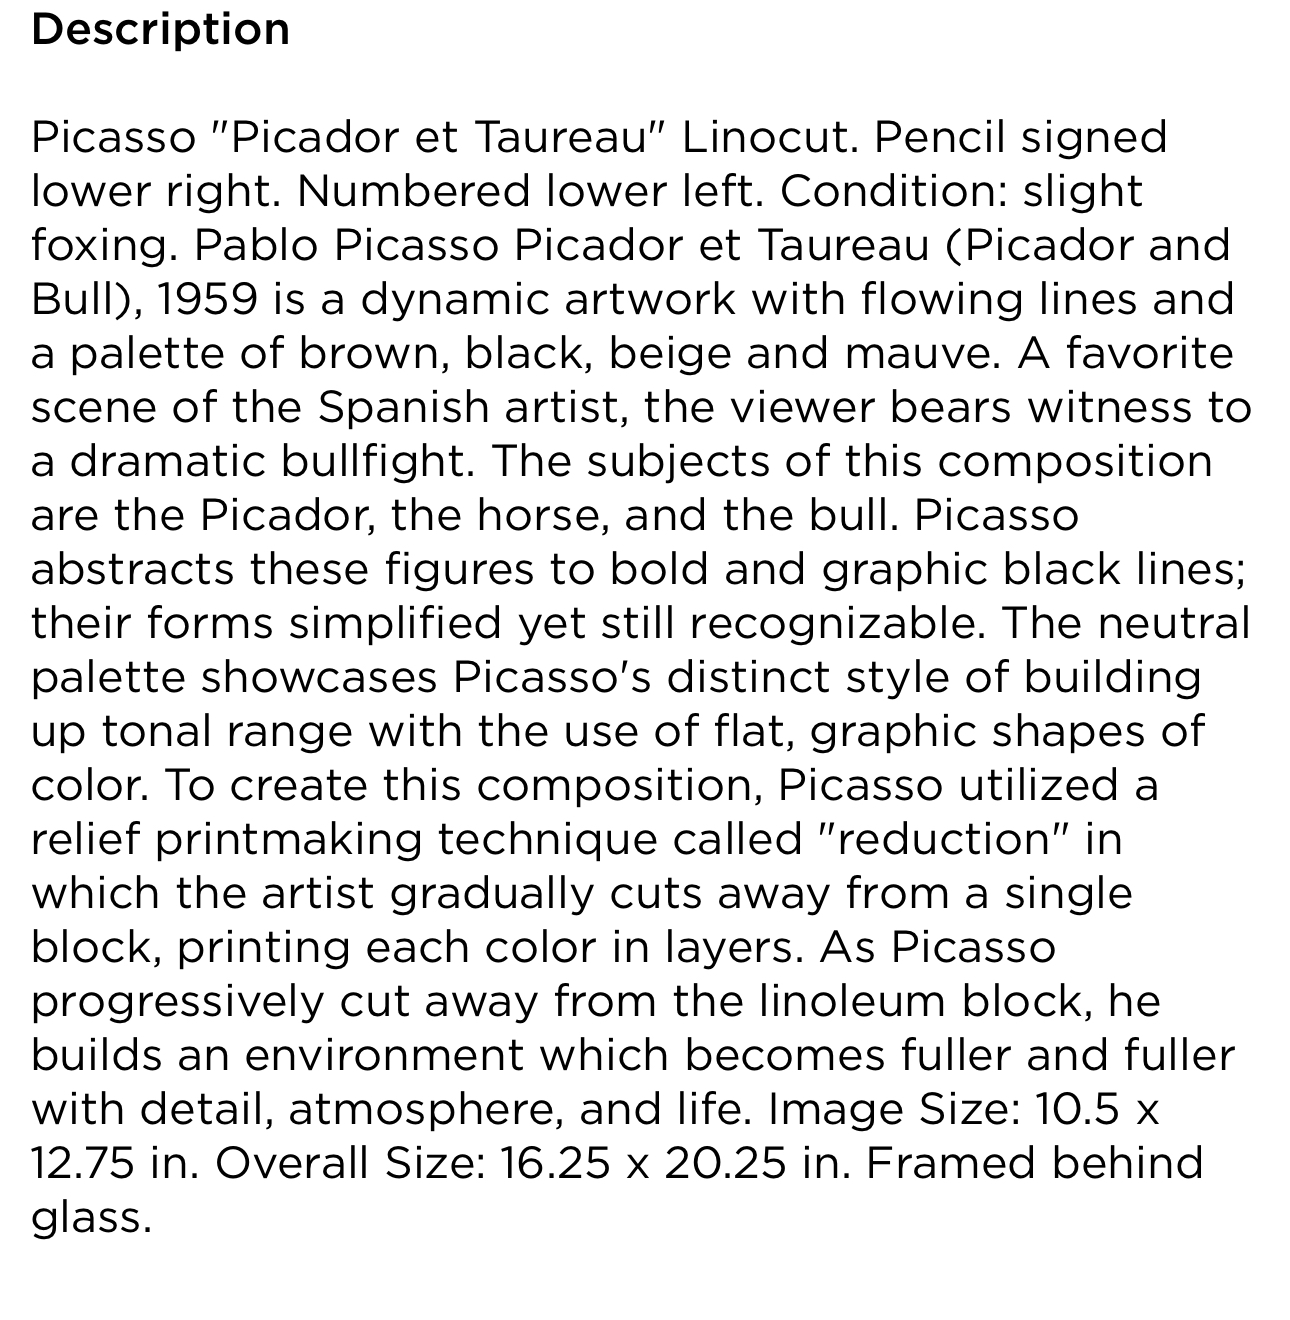 Description
Picasso "Picador et Taureau" Linocut. Pencil signed
lower right. Numbered lower left. Condition: slight
foxing. Pablo Picasso Picador et Taureau (Picador and
Bull), 1959 is a dynamic artwork with flowing lines and
a palette of brown, black, beige and mauve. A favorite
scene of the Spanish artist, the viewer bears witness to
a dramatic bullfight. The subjects of this composition
are the Picador, the horse, and the bull. Picasso
abstracts these figures to bold and graphic black lines;
their forms simplified yet still recognizable. The neutral
palette showcases Picasso's distinct style of building
up tonal range with the use of flat, graphic shapes of
color. To create this composition, Picasso utilized a
relief printmaking technique called "reduction" in
which the artist gradually cuts away from a single
block, printing each color in layers. As Picasso
progressively cut away from the linoleum block, he
builds an environment which becomes fuller and fuller
with detail, atmosphere, and life. Image Size: 10.5 x
12.75 in. Overall Size: 16.25 x 20.25 in. Framed behind
glass.